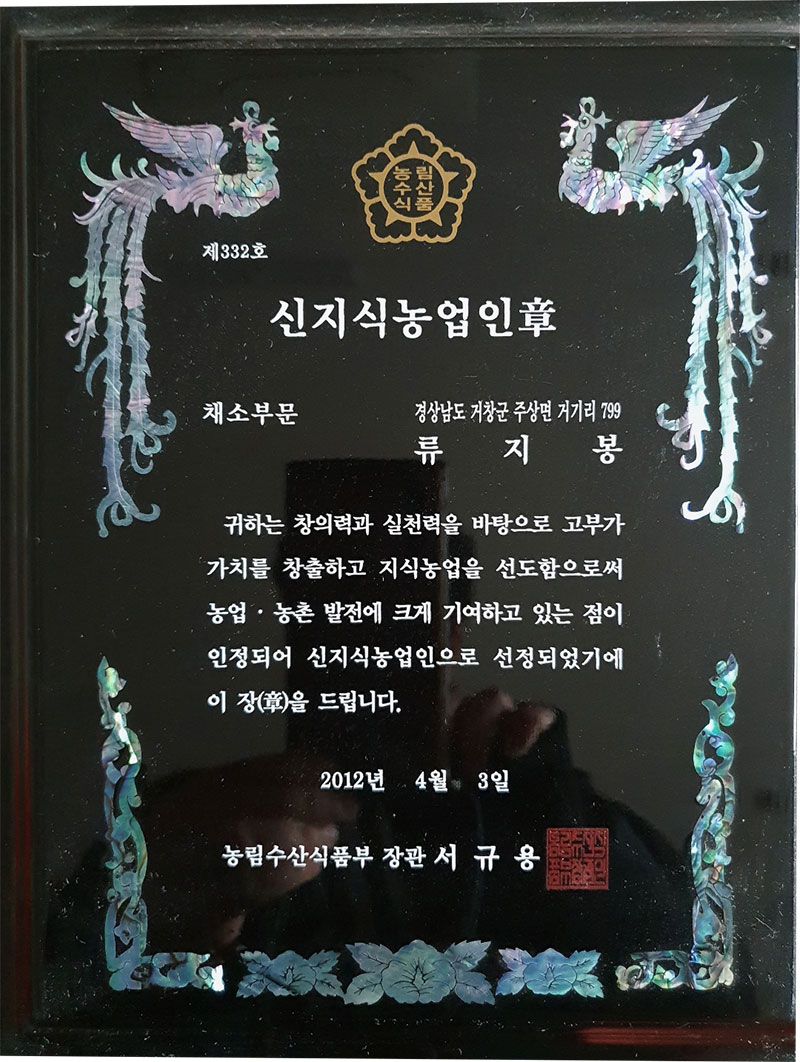 농림
수산
식품
제332호
신지식농업인章
채소부문
경상남도 거창군 주상면 거기리 799
류 지 봉
귀하는 창의력과 실천력을 바탕으로 고부가
가치를 창출하고 지식농업을 선도함으로써
농업 · 농촌 발전에 크게 기여하고 있는 점이
인정되어 신지식농업인으로 선정되었기에
이 장(章)을 드립니다.
2012년 4월 3일
농림수산식품부 장관 서 규 용